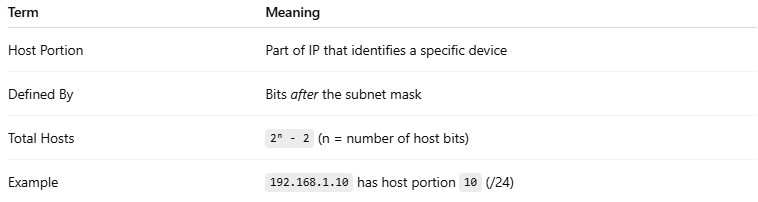 Term Meaning
Host Portion Part of IP that identifies a specific device
Defined By Bits after the subnet mask
Total Hosts 2ⁿ - 2 (n = number of host bits)
Example 192.168.1.10 has host portion 10 (/24)